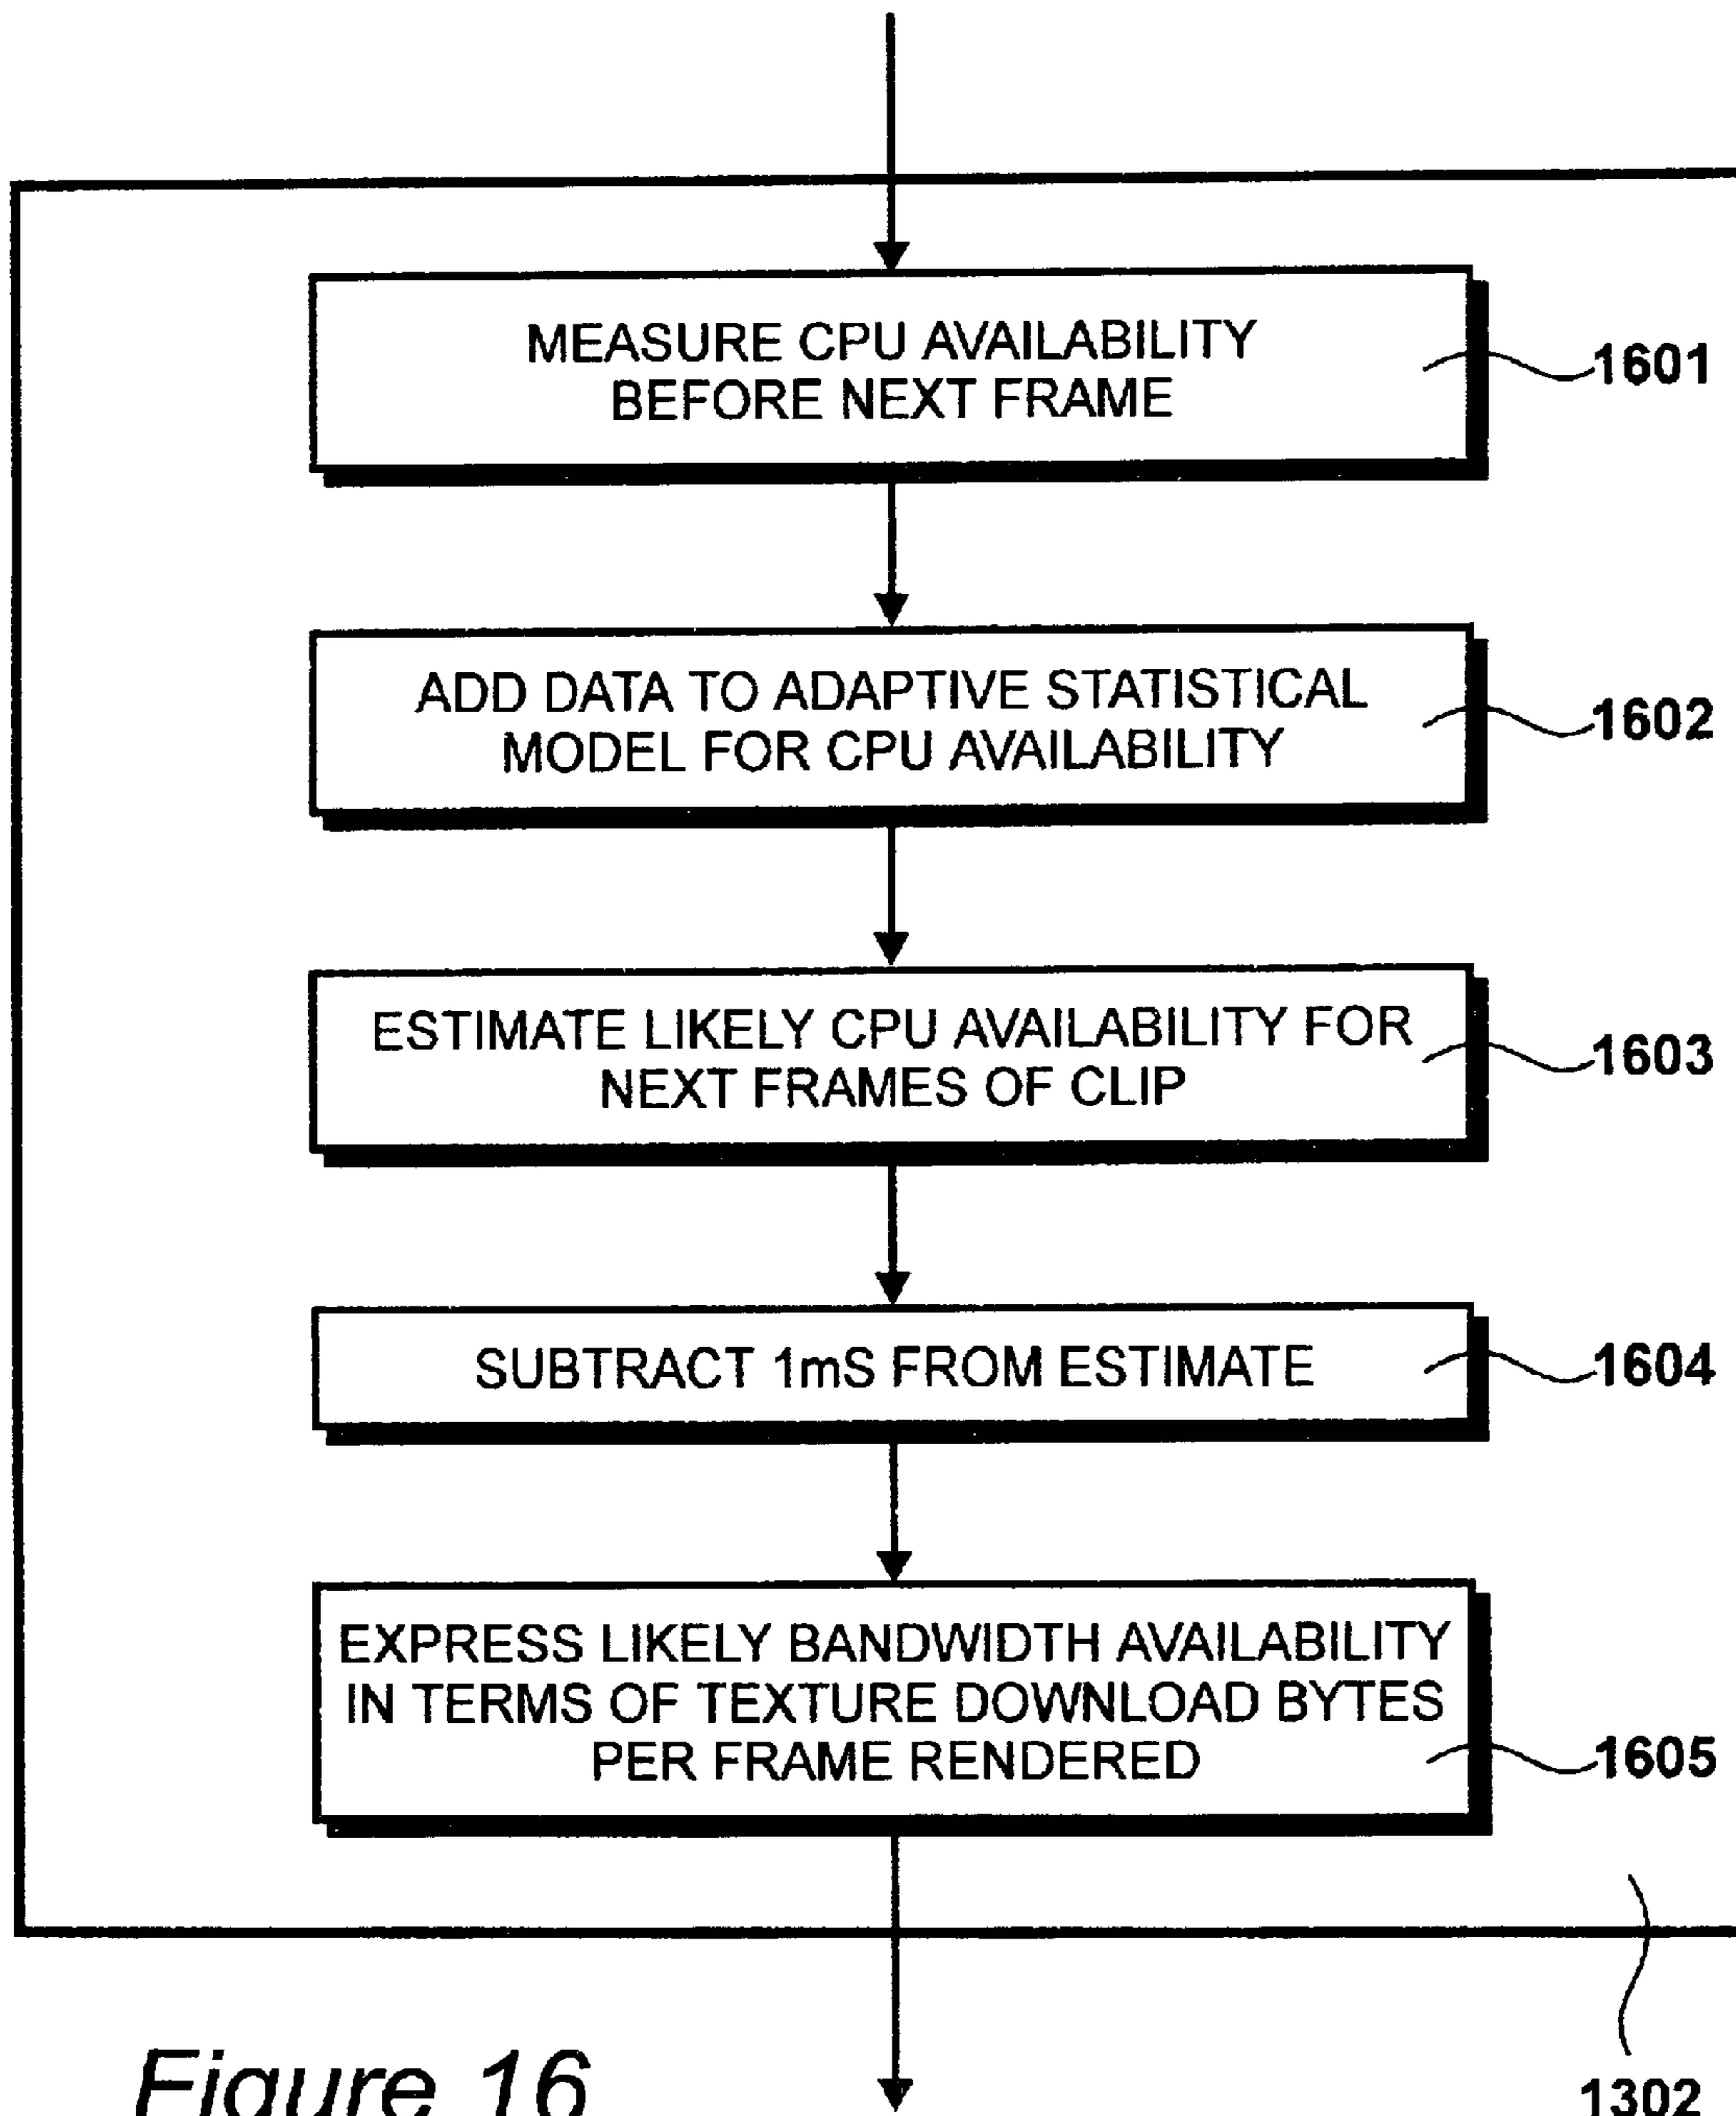 MEASURE CPU AVAILABILITY
BEFORE NEXT FRAME
1601
ADD DATA TO ADAPTIVE STATISTICAL
MODEL FOR CPU AVAILABILITY
1602
ESTIMATE LIKELY CPU AVAILABILITY FOR
NEXT FRAMES OF CLIP
1603
SUBTRACT 1mS FROM ESTIMATE
1604
EXPRESS LIKELY BANDWIDTH AVAILABILITY
IN TERMS OF TEXTURE DOWNLOAD BYTES
PER FRAME RENDERED
1605
Figure 16
1302